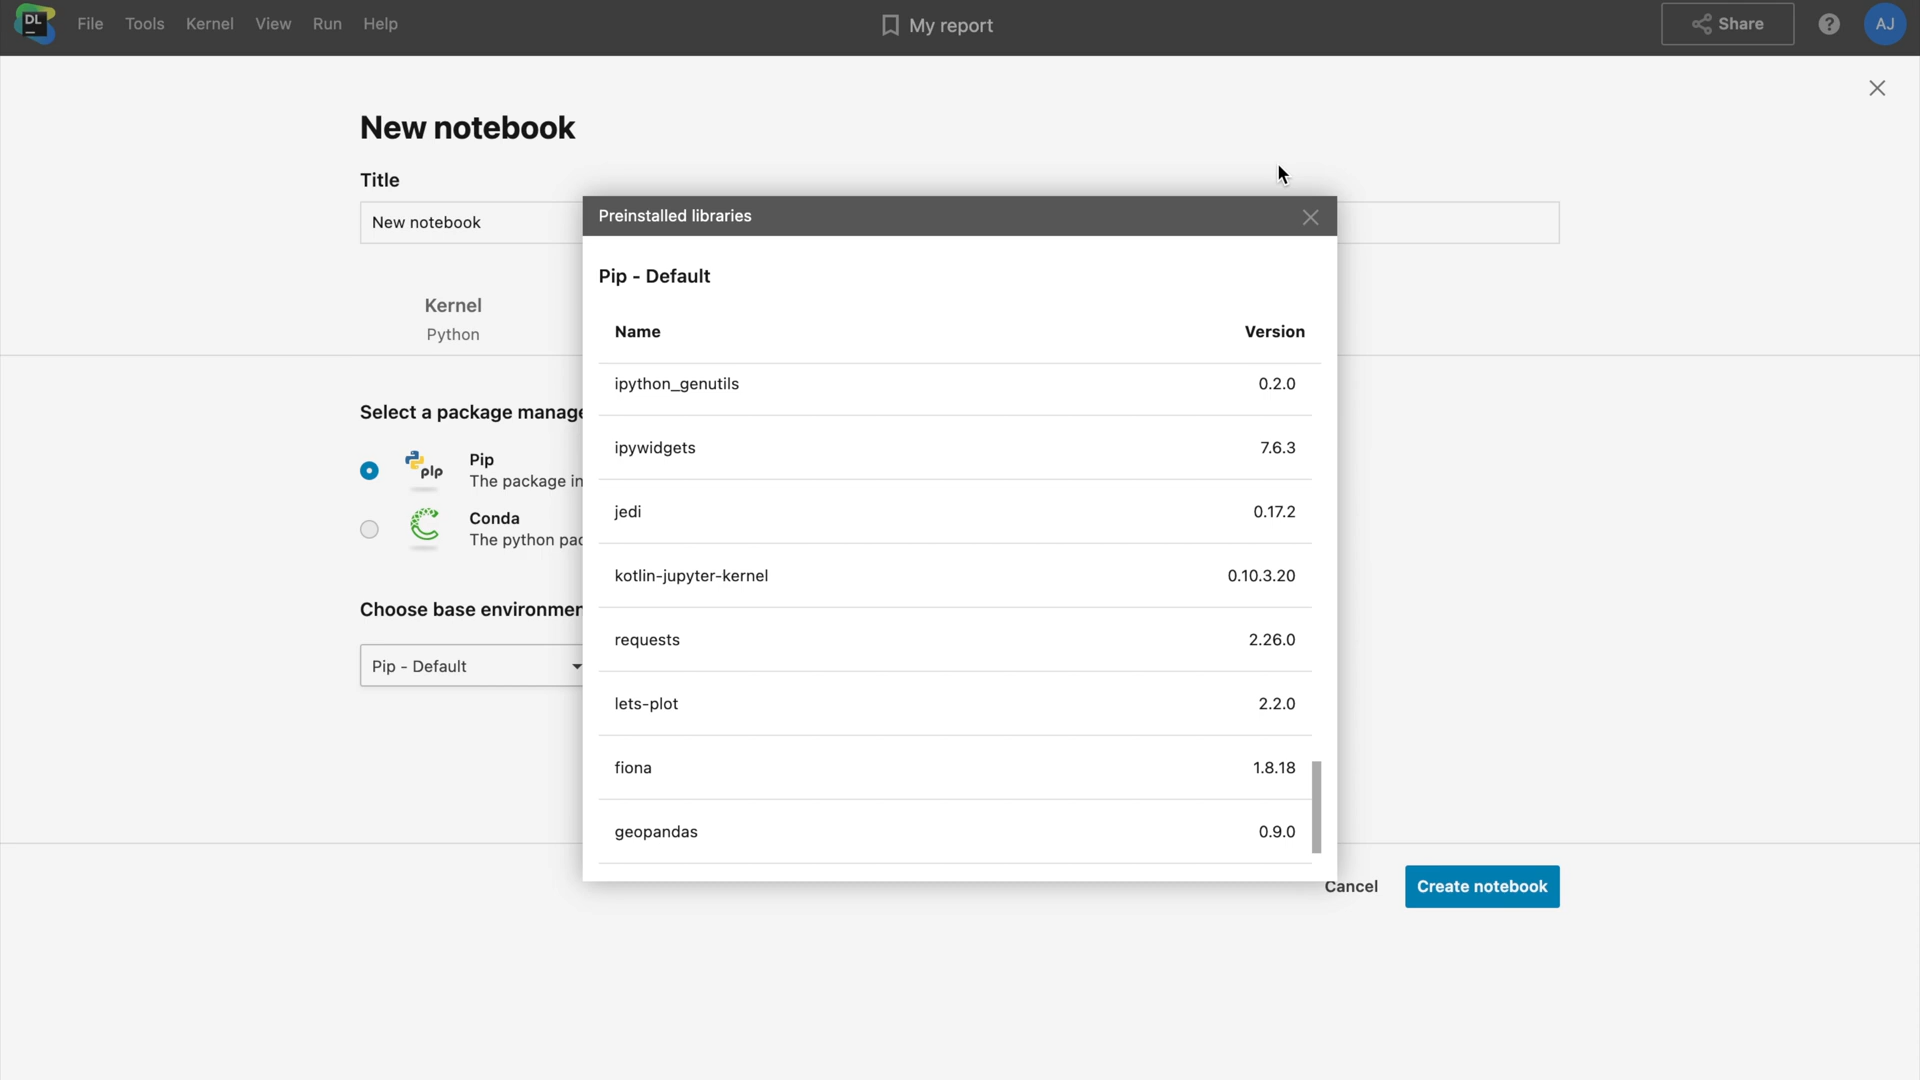 DL
File Tools Kernel View Run Help
My report
Share
?
AJ
New notebook
Title
New notebook
Kernel
Python
Select a package manage
pip
Pip
The package in
Conda
The python pac
Choose base environmen
Pip - Default
Preinstalled libraries
Pip - Default
Name Version
ipython_genutils 0.2.0
ipywidgets 7.6.3
jedi 0.17.2
kotlin-jupyter-kernel 0.10.3.20
requests 2.26.0
lets-plot 2.2.0
fiona 1.8.18
geopandas 0.9.0
Cancel
Create notebook